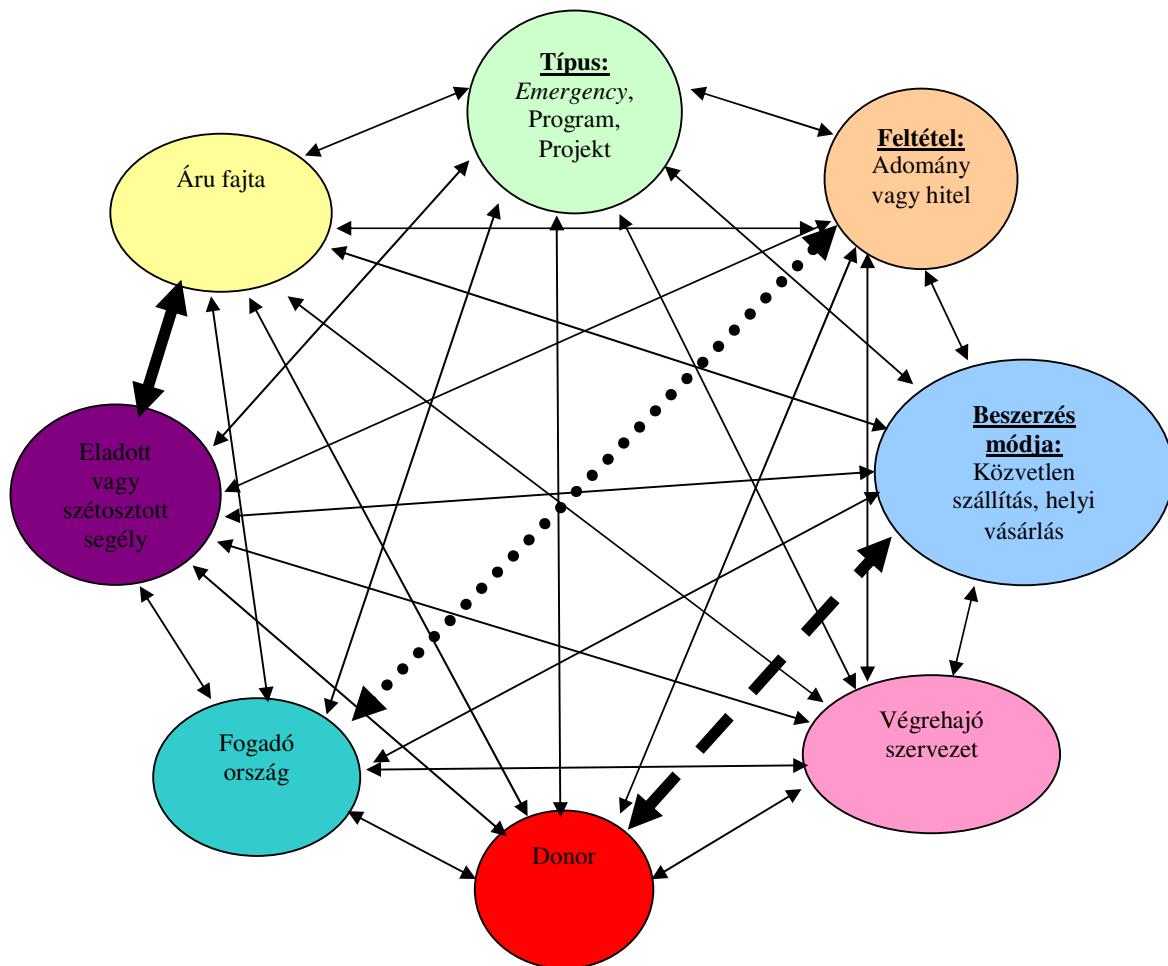 Típus:
Emergency,
Program,
Projekt
Feltétel:
Adomány
vagy hitel
Áru fajta
Beszerzés
módja:
Közvetlen
szállítás, helyi
vásárlás
Eladott
vagy
szétosztott
segély
Végrehajó
szervezet
Fogadó
ország
Donor